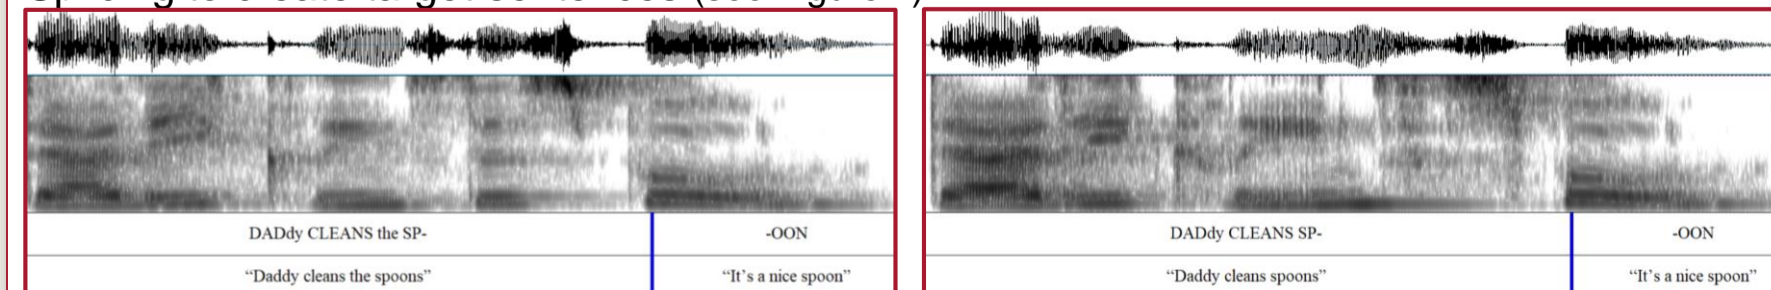 DADdy CLEANS the SP-
-OON
“Daddy cleans the spoons”
“It’s a nice spoon”
DADdy CLEANS SP-
-OON
“Daddy cleans spoons”
“It’s a nice spoon”